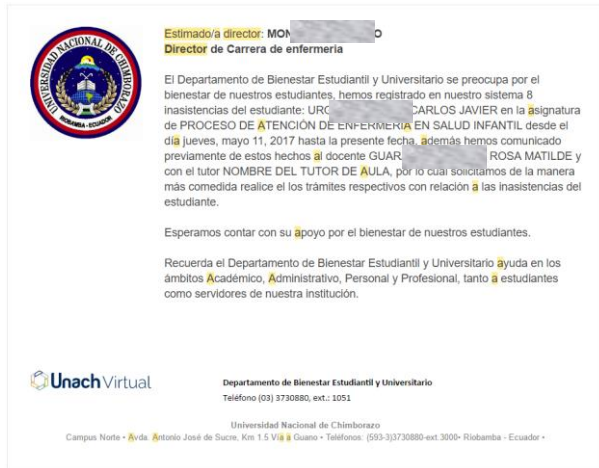 UNIVERSIDAD NACIONAL DE CHIMBORAZO
RIOBAMBA - ECUADOR
Estimado/a director: MON O
Director de Carrera de enfermeria
El Departamento de Bienestar Estudiantil y Universitario se preocupa por el
bienestar de nuestros estudiantes, hemos registrado en nuestro sistema 8
inasistencias del estudiante: URQ CARLOS JAVIER en la asignatura
de PROCESO DE ATENCIÓN DE ENFERMERIA EN SALUD INFANTIL desde el
día jueves, mayo 11, 2017 hasta la presente fecha, además hemos comunicado
previamente de estos hechos al docente GUAR ROSA MATILDE y
con el tutor NOMBRE DEL TUTOR DE AULA, por lo cual solicitamos de la manera
más comedida realice el los trámites respectivos con relación a las inasistencias del
estudiante.
Esperamos contar con su apoyo por el bienestar de nuestros estudiantes.
Recuerda el Departamento de Bienestar Estudiantil y Universitario ayuda en los
ámbitos Académico, Administrativo, Personal y Profesional, tanto a estudiantes
como servidores de nuestra institución.
Unach Virtual
Departamento de Bienestar Estudiantil y Universitario
Teléfono (03) 3730880, ext.: 1051
Universidad Nacional de Chimborazo
Campus Norte • Avda. Antonio José de Sucre, Km 1.5 Vía a Guano • Teléfonos: (593-3)3730880-ext.3000• Riobamba - Ecuador •